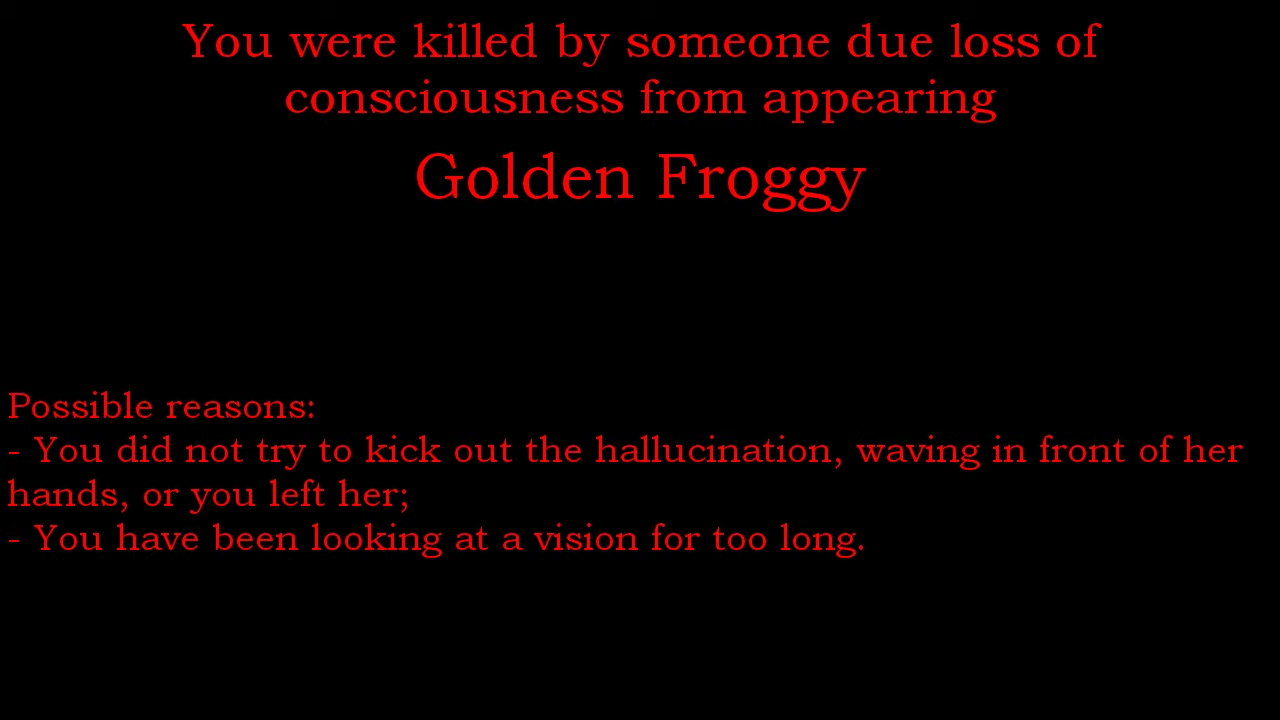 You were killed by someone due loss of
consciousness from appearing
Golden Froggy
Possible reasons:
- You did not try to kick out the hallucination, waving in front of her
hands, or you left her;
- You have been looking at a vision for too long.